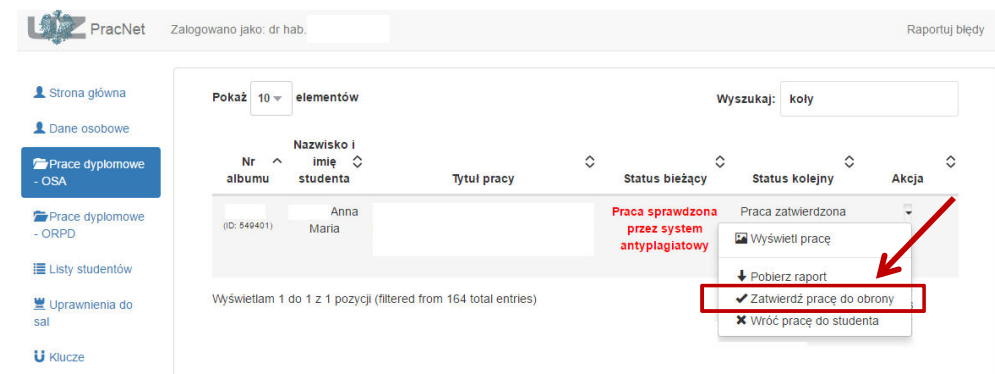 UZ PracNet Zalogowano jako: dr hab. Raportuj błędy
Strona główna
Dane osobowe
Prace dyplomowe
- OSA
Prace dyplomowe
- ORPD
Listy studentów
Uprawnienia do
sal
Klucze
Pokaż 10 elementów Wyszukaj: koły
Nr
albumu
Nazwisko i
imię
studenta
Tytuł pracy
Status bieżący
Status kolejny
Akcja
(ID: 549401)
Anna
Maria
Praca sprawdzona
przez system
antyplagiatowy
Praca zatwierdzona
Wyświetl pracę
Pobierz raport
Zatwierdź pracę do obrony
Wróć pracę do studenta
Wyświetlam 1 do 1 z 1 pozycji (filtered from 164 total entries)